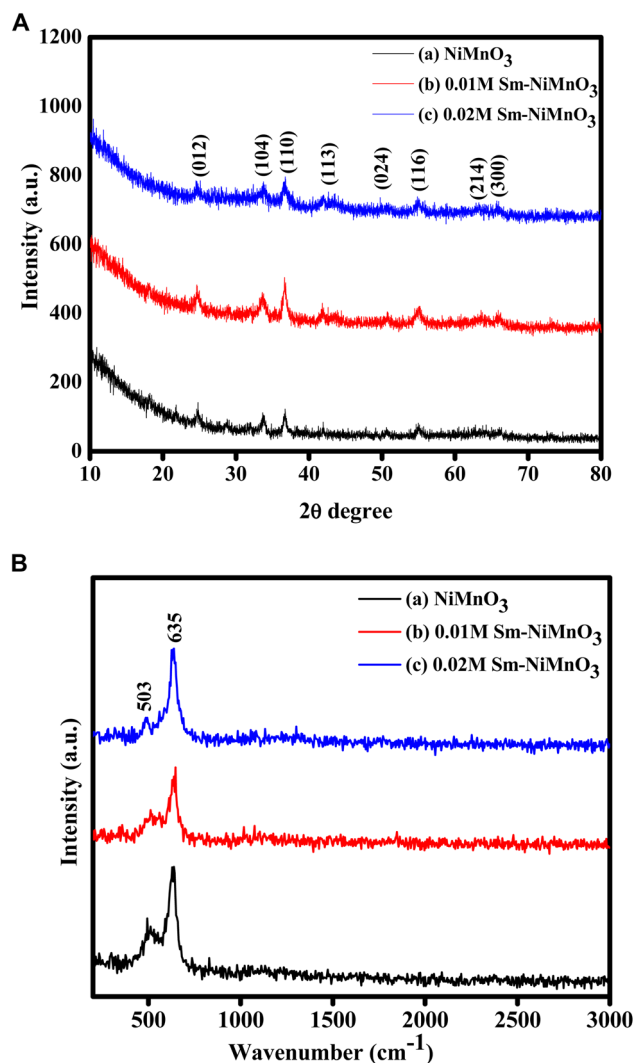 A
1200
1000
800
600
400
200
0
Intensity (a.u.)
(a) NiMnO3
(b) 0.01M Sm-NiMnO3
(c) 0.02M Sm-NiMnO3
(012)
(104)
(110)
(113)
(024)
(116)
(214)
(300)
10 20 30 40 50 60 70 80
2θ degree
B
Intensity (a.u.)
(a) NiMnO3
(b) 0.01M Sm-NiMnO3
(c) 0.02M Sm-NiMnO3
503
635
500 1000 1500 2000 2500 3000
Wavenumber (cm-1)